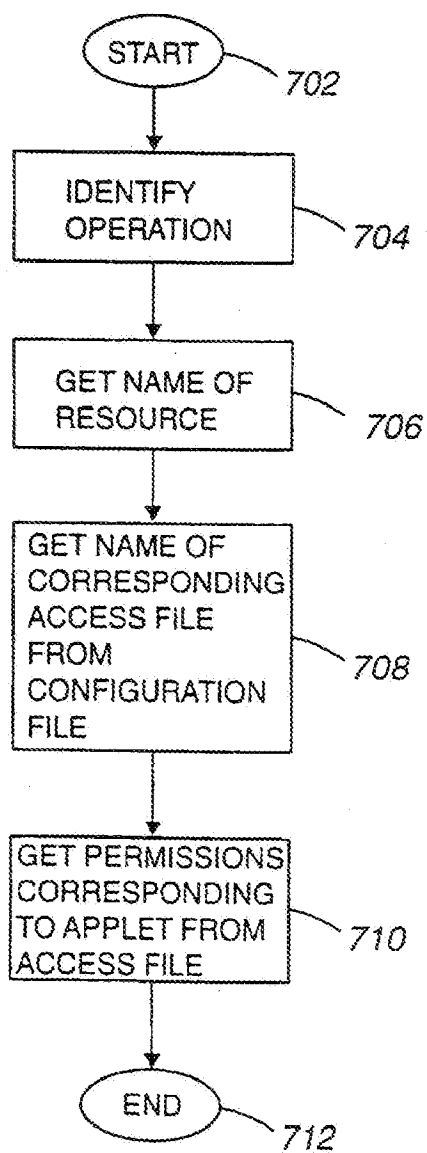 START
702
IDENTIFY
OPERATION
704
GET NAME OF
RESOURCE
706
GET NAME OF
CORRESPONDING
ACCESS FILE
FROM
CONFIGURATION
FILE
708
GET PERMISSIONS
CORRESPONDING
TO APPLET FROM
ACCESS FILE
710
END
712